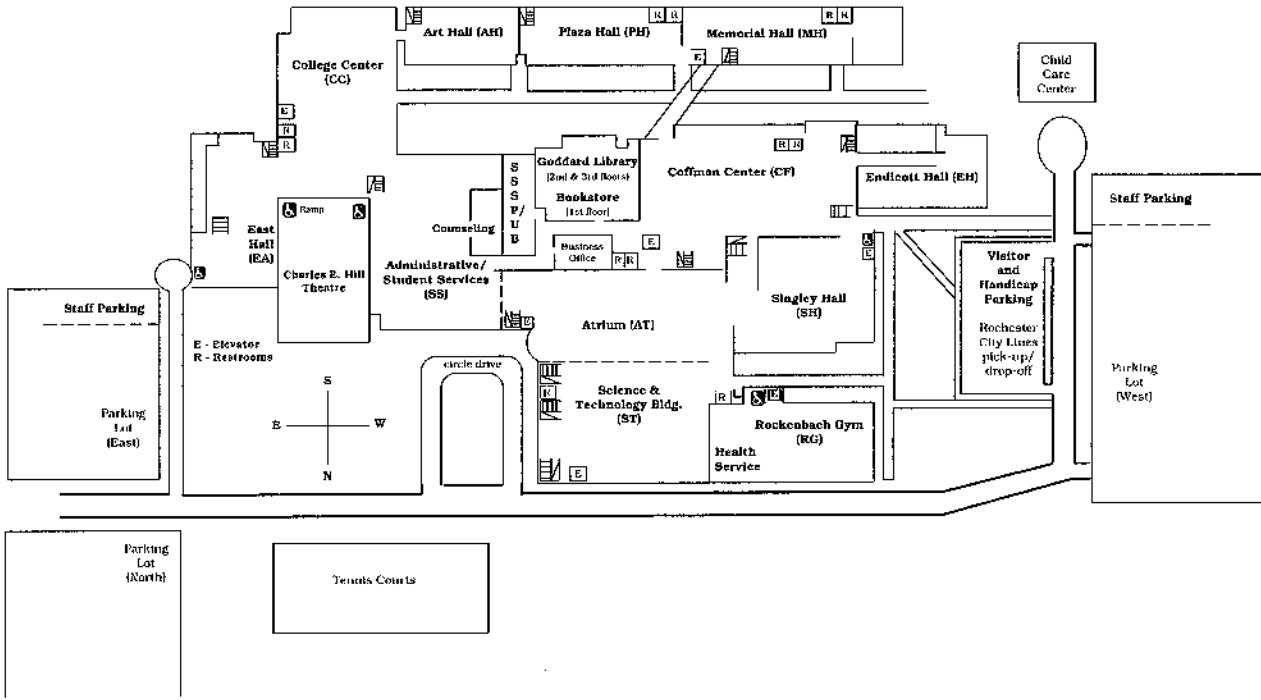 Art Hall (AH)
Plaza Hall (PH)
R R
Memorial Hall (MH)
R R
E
College Center
(CC)
E
N
R
Child
Care
Center
Goddard Library
(2nd & 3rd floors)
Bookstore
(1st floor)
S
S
S
P/
U
B
Coffman Center (CF)
R R
Endicott Hall (EH)
Staff Parking
Ramp
East
Hall
(EA)
Charles E. Hill
Theatre
Counseling
Administrative/
Student Services
(SS)
Business
Office
R R
E
E
Visitor
and
Handicap
Parking
Rochester
City Lines
pick-up/
drop-off
Singley Hall
(SH)
Staff Parking
Parking
Lot
(East)
E - Elevator
R - Restrooms
S
E
W
N
E
Atrium (AT)
circle drive
Parking
Lot
(West)
R
Science &
Technology Bldg.
(ST)
E
R
E
Rockenbach Gym
(RG)
Health
Service
Parking
Lot
(North)
Tennis Courts